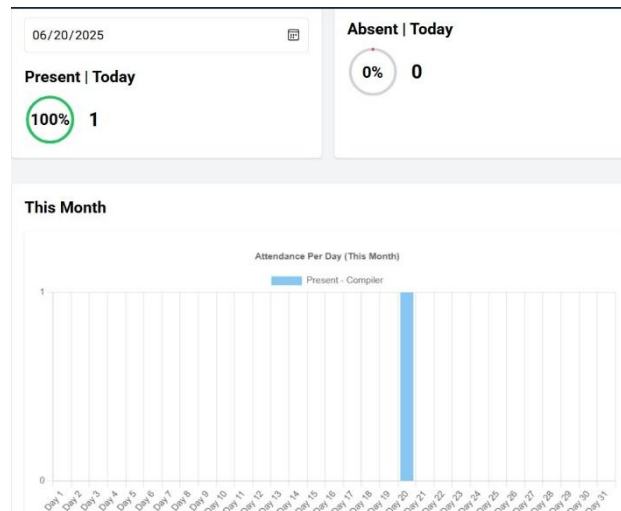 06/20/2025
Present | Today
100% 1
Absent | Today
0% 0
This Month
Attendance Per Day (This Month)
Present - Compiler
1
0
Day 1 Day 2 Day 3 Day 4 Day 5 Day 6 Day 7 Day 8 Day 9 Day 10 Day 11 Day 12 Day 13 Day 14 Day 15 Day 16 Day 17 Day 18 Day 19 Day 20 Day 21 Day 22 Day 23 Day 24 Day 25 Day 26 Day 27 Day 28 Day 29 Day 30 Day 31